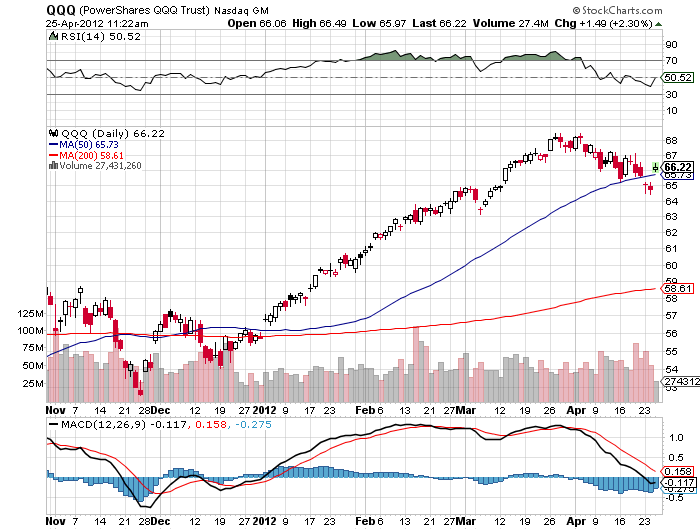 QQQ (PowerShares QQQ Trust) Nasdaq GM © StockCharts.com
25-Apr-2012 11:22am Open 66.06 High 66.49 Low 65.97 Last 66.22 Volume 27.4M Chg +1.49 (+2.30%)
RSI(14) 50.52
90
70
50.52
30
10
QQQ (Daily) 66.22
MA(50) 65.73
MA(200) 58.61
Volume 27,431,260
68
67
66.22
65.73
65
64
63
62
61
60
59
58.61
58
57
56
55
54
53
125M
100M
75M
50M
25M
274312
Nov 7 14 21 28 Dec 12 19 27 2012 9 17 23 Feb 6 13 21 27 Mar 12 19 26 Apr 9 16 23
MACD(12,26,9) -0.117, 0.158, -0.275
1.0
0.5
0.158
-0.117
-0.275
-0.5
Nov 7 14 21 28 Dec 12 19 27 2012 9 17 23 Feb 6 13 21 27 Mar 12 19 26 Apr 9 16 23